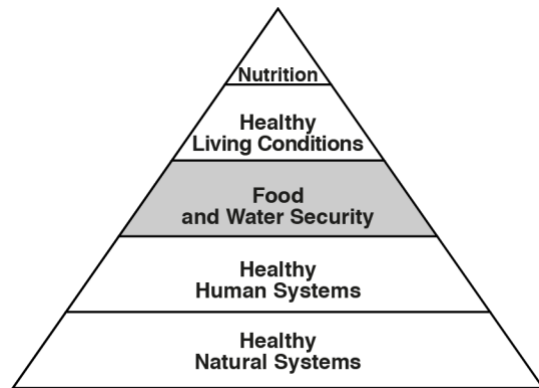 Nutrition
Healthy
Living Conditions
Food
and Water Security
Healthy
Human Systems
Healthy
Natural Systems